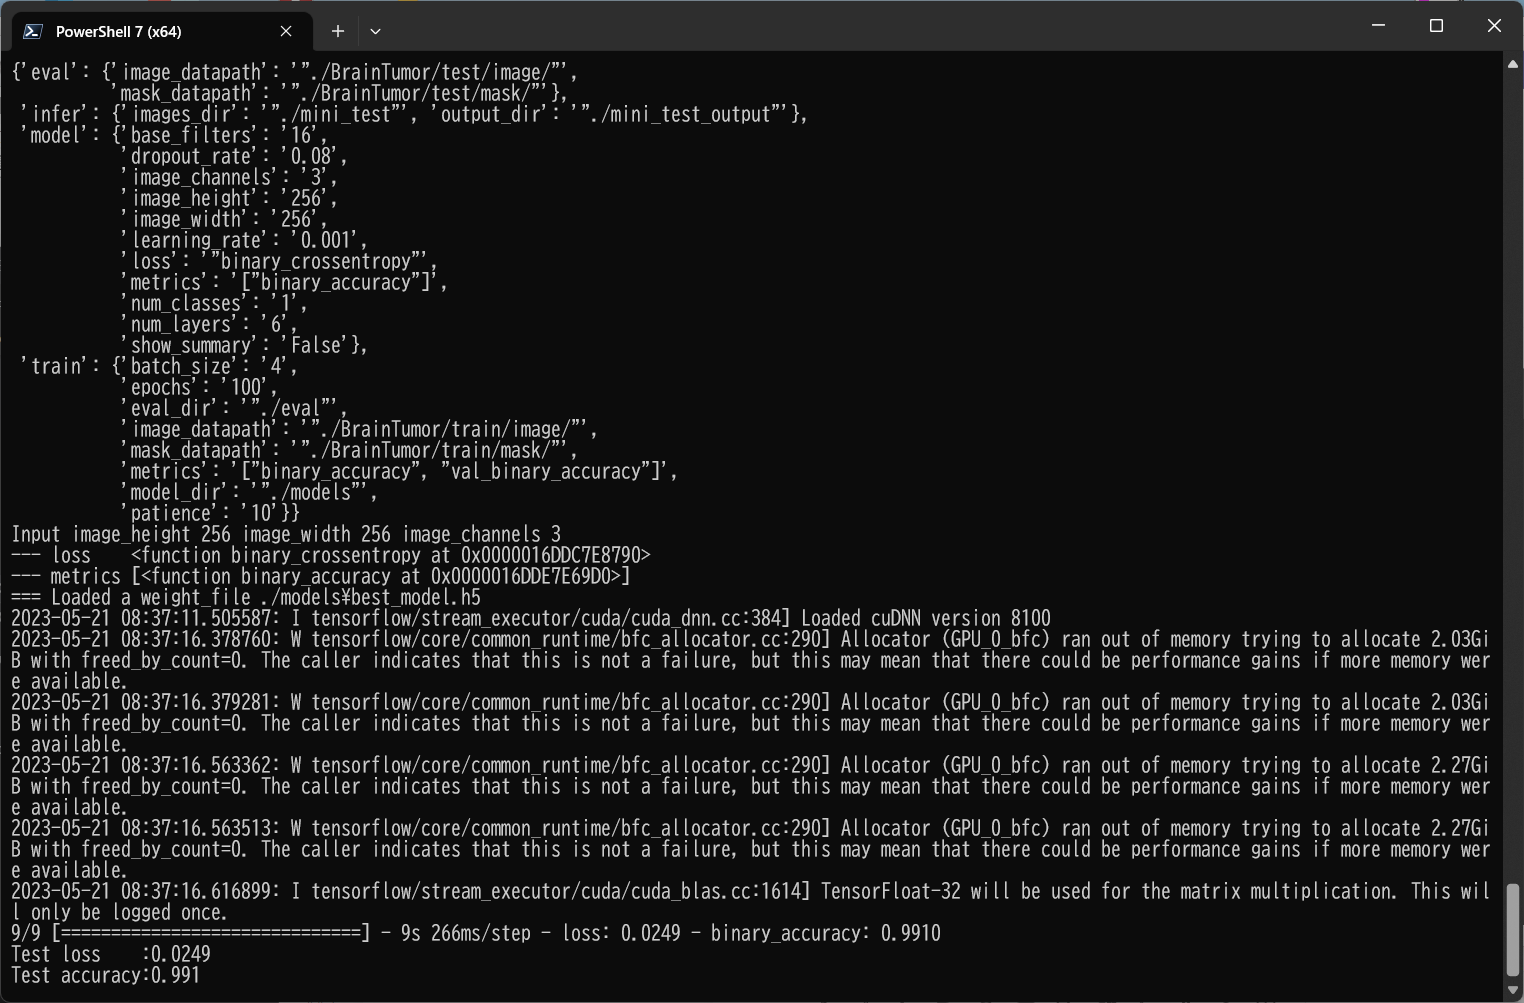 PowerShell 7 (x64)
{'eval': {'image_datapath': '"./BrainTumor/test/image/"',
'mask_datapath': '"./BrainTumor/test/mask/"'},
'infer': {'images_dir': '"./mini_test"', 'output_dir': '"./mini_test_output"'},
'model': {'base_filters': '16',
'dropout_rate': '0.08',
'image_channels': '3',
'image_height': '256',
'image_width': '256',
'learning_rate': '0.001',
'loss': '"binary_crossentropy"',
'metrics': '["binary_accuracy"]',
'num_classes': '1',
'num_layers': '6',
'show_summary': 'False'},
'train': {'batch_size': '4',
'epochs': '100',
'eval_dir': '"./eval"',
'image_datapath': '"./BrainTumor/train/image/"',
'mask_datapath': '"./BrainTumor/train/mask/"',
'metrics': '["binary_accuracy", "val_binary_accuracy"]',
'model_dir': '"./models"',
'patience': '10'}}
Input image_height 256 image_width 256 image_channels 3
--- loss    <function binary_crossentropy at 0x0000016DDC7E8790>
--- metrics [<function binary_accuracy at 0x0000016DDE7E69D0>]
=== Loaded a weight_file ./models¥best_model.h5
2023-05-21 08:37:11.505587: I tensorflow/stream_executor/cuda/cuda_dnn.cc:384] Loaded cuDNN version 8100
2023-05-21 08:37:16.378760: W tensorflow/core/common_runtime/bfc_allocator.cc:290] Allocator (GPU_0_bfc) ran out of memory trying to allocate 2.03Gi
B with freed_by_count=0. The caller indicates that this is not a failure, but this may mean that there could be performance gains if more memory wer
e available.
2023-05-21 08:37:16.379281: W tensorflow/core/common_runtime/bfc_allocator.cc:290] Allocator (GPU_0_bfc) ran out of memory trying to allocate 2.03Gi
B with freed_by_count=0. The caller indicates that this is not a failure, but this may mean that there could be performance gains if more memory wer
e available.
2023-05-21 08:37:16.563362: W tensorflow/core/common_runtime/bfc_allocator.cc:290] Allocator (GPU_0_bfc) ran out of memory trying to allocate 2.27Gi
B with freed_by_count=0. The caller indicates that this is not a failure, but this may mean that there could be performance gains if more memory wer
e available.
2023-05-21 08:37:16.563513: W tensorflow/core/common_runtime/bfc_allocator.cc:290] Allocator (GPU_0_bfc) ran out of memory trying to allocate 2.27Gi
B with freed_by_count=0. The caller indicates that this is not a failure, but this may mean that there could be performance gains if more memory wer
e available.
2023-05-21 08:37:16.616899: I tensorflow/stream_executor/cuda/cuda_blas.cc:1614] TensorFloat-32 will be used for the matrix multiplication. This wil
l only be logged once.
9/9 [==============================] - 9s 266ms/step - loss: 0.0249 - binary_accuracy: 0.9910
Test loss    :0.0249
Test accuracy:0.991